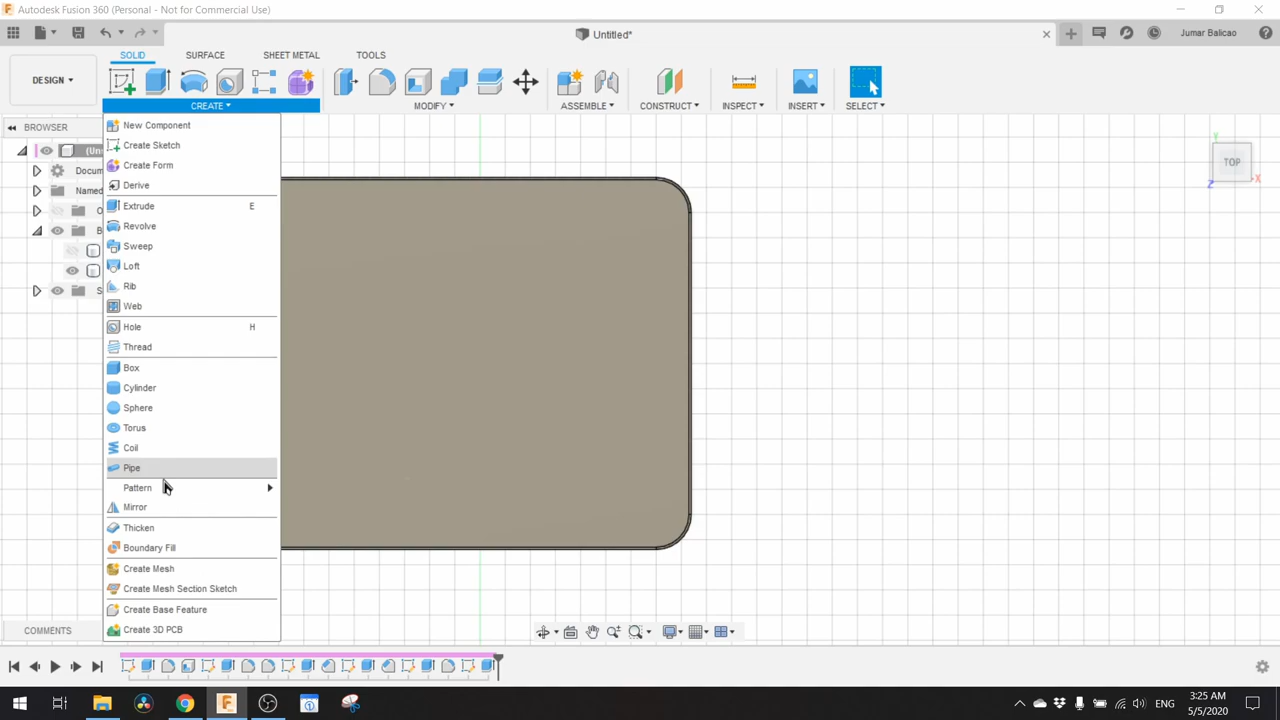 Autodesk Fusion 360 (Personal - Not for Commercial Use)
Untitled*
Jumar Balicao
SOLID
SURFACE
SHEET METAL
TOOLS
DESIGN
CREATE
MODIFY
ASSEMBLE
CONSTRUCT
INSPECT
INSERT
SELECT
BROWSER
(Un
Docum
Named
O
B
S
New Component
Create Sketch
Create Form
Derive
Extrude E
Revolve
Sweep
Loft
Rib
Web
Hole H
Thread
Box
Cylinder
Sphere
Torus
Coil
Pipe
Pattern
Mirror
Thicken
Boundary Fill
Create Mesh
Create Mesh Section Sketch
Create Base Feature
Create 3D PCB
Y
TOP
X
Z
COMMENTS
ENG
3:25 AM
5/5/2020